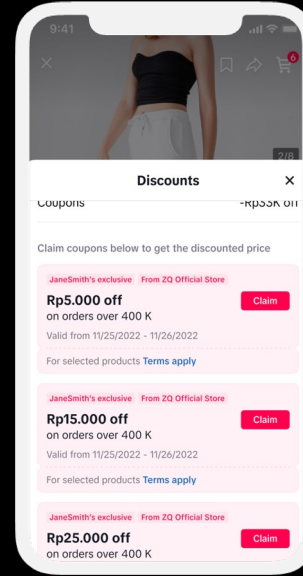 9:41
6
2/8
Discounts
×
Coupons
-Rp33K off
Claim coupons below to get the discounted price
JaneSmith's exclusive From ZQ Official Store
Rp5.000 off
Claim
on orders over 400 K
Valid from 11/25/2022 - 11/26/2022
For selected products Terms apply
JaneSmith's exclusive From ZQ Official Store
Rp15.000 off
Claim
on orders over 400 K
Valid from 11/25/2022 - 11/26/2022
For selected products Terms apply
JaneSmith's exclusive From ZQ Official Store
Rp25.000 off
Claim
on orders over 400 K